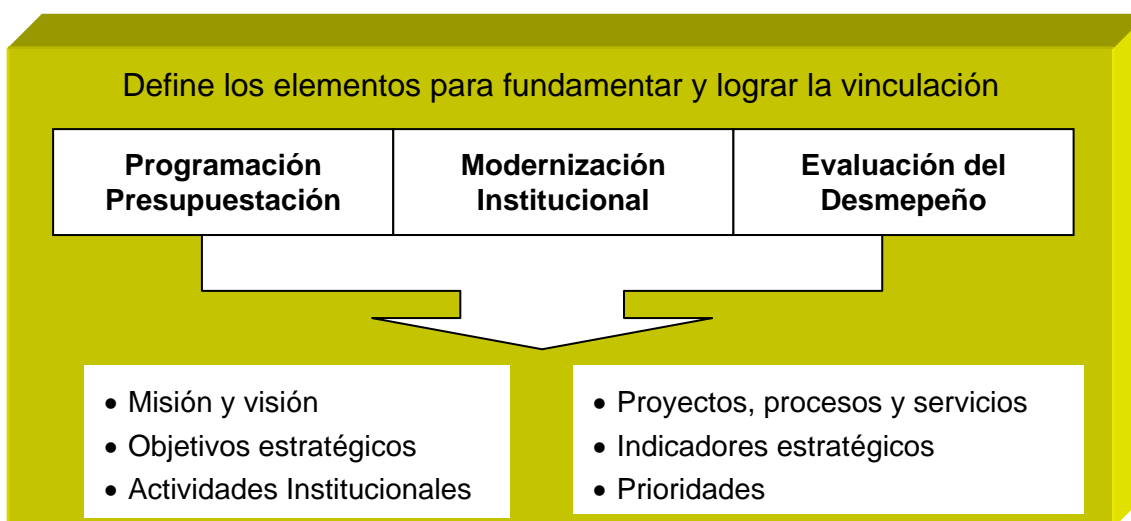 Define los elementos para fundamentar y lograr la vinculación
Programación
Presupuestación
Modernización
Institucional
Evaluación del
Desmepeño
• Misión y visión
• Objetivos estratégicos
• Actividades Institucionales
• Proyectos, procesos y servicios
• Indicadores estratégicos
• Prioridades